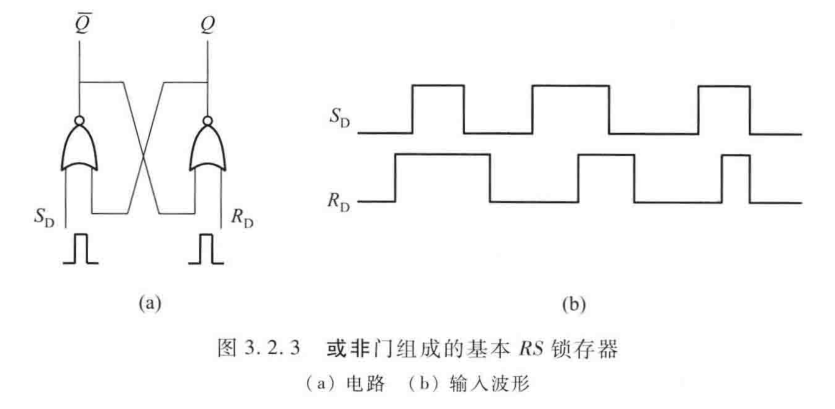 Q̅ Q
S_D
R_D
S_D R_D
(a) (b)
图 3.2.3 或非门组成的基本 RS 锁存器
(a) 电路 (b) 输入波形